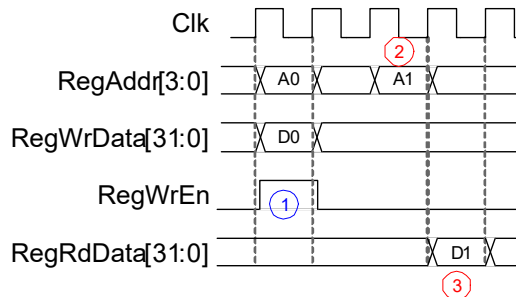 Clk
2
RegAddr[3:0] A0 A1
RegWrData[31:0] D0
RegWrEn 1
RegRdData[31:0] D1
3